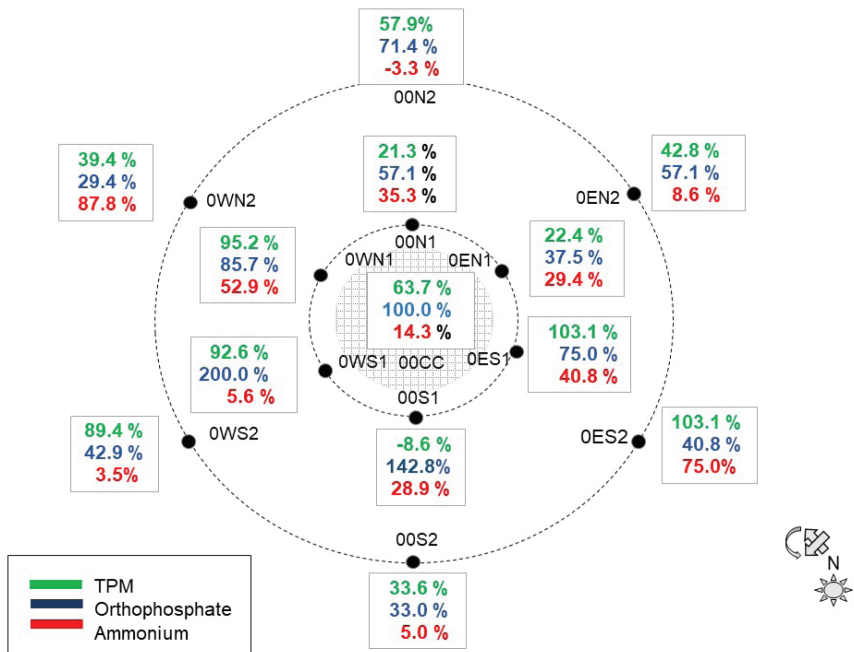 57.9%
71.4 %
-3.3 %
00N2
39.4 %
29.4 %
87.8 %
0WN2
21.3 %
57.1 %
35.3 %
00N1
42.8 %
57.1 %
8.6 %
0EN2
95.2 %
85.7 %
52.9 %
0WN1
0EN1
22.4 %
37.5 %
29.4 %
63.7 %
100.0 %
14.3 %
00CC
92.6 %
200.0 %
5.6 %
0WS1
0ES1
103.1 %
75.0 %
40.8 %
00S1
-8.6 %
142.8%
28.9 %
89.4 %
42.9 %
3.5%
0WS2
0ES2
103.1 %
40.8 %
75.0%
00S2
33.6 %
33.0 %
5.0 %
N
TPM
Orthophosphate
Ammonium